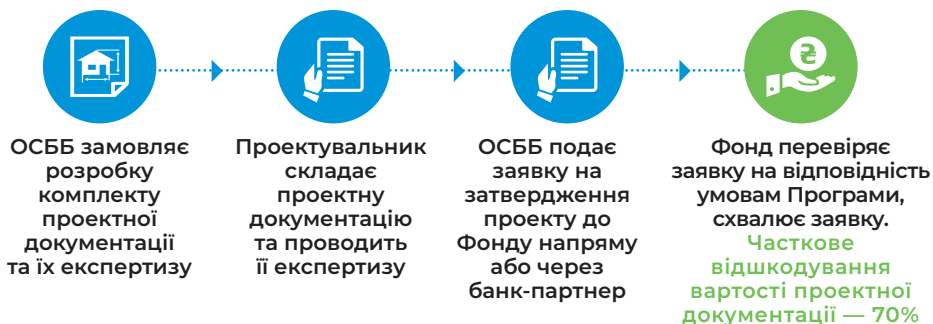 ОСББ замовляє
розробку
комплекту
проектної
документації
та їх експертизу
Проектувальник
складає
проектну
документацію
та проводить
її експертизу
ОСББ подає
заявку на
затвердження
проекту до
Фонду напряму
або через
банк-партнер
₴
Фонд перевіряє
заявку на відповідність
умовам Програми,
схвалює заявку.
Часткове
відшкодування
вартості проектної
документації — 70%